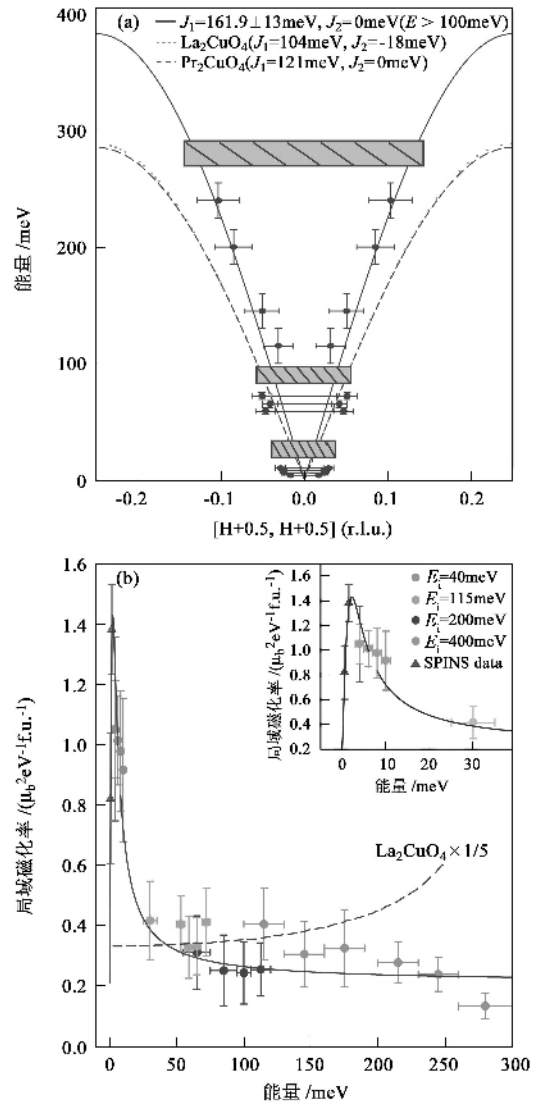 (a)
J₁=161.9±13meV, J₂=0meV(E > 100meV)
La₂CuO₄(J₁=104meV, J₂=-18meV)
Pr₂CuO₄(J₁=121meV, J₂=0meV)
400
300
200
100
0
能量 /meV
-0.2 -0.1 0.0 0.1 0.2
[H+0.5, H+0.5] (r.l.u.)
(b)
1.6
1.4
1.2
1.0
0.8
0.6
0.4
0.2
0.0
局域磁化率 /(μb²eV⁻¹f.u.⁻¹)
1.6
1.4
1.2
1.0
0.8
0.6
0.4
0.2
局域磁化率 /(μb²eV⁻¹f.u.⁻¹)
Ei=40meV
Ei=115meV
Ei=200meV
Ei=400meV
SPINS data
0 10 20 30
能量 /meV
La₂CuO₄×1/5
0 50 100 150 200 250 300
能量 /meV